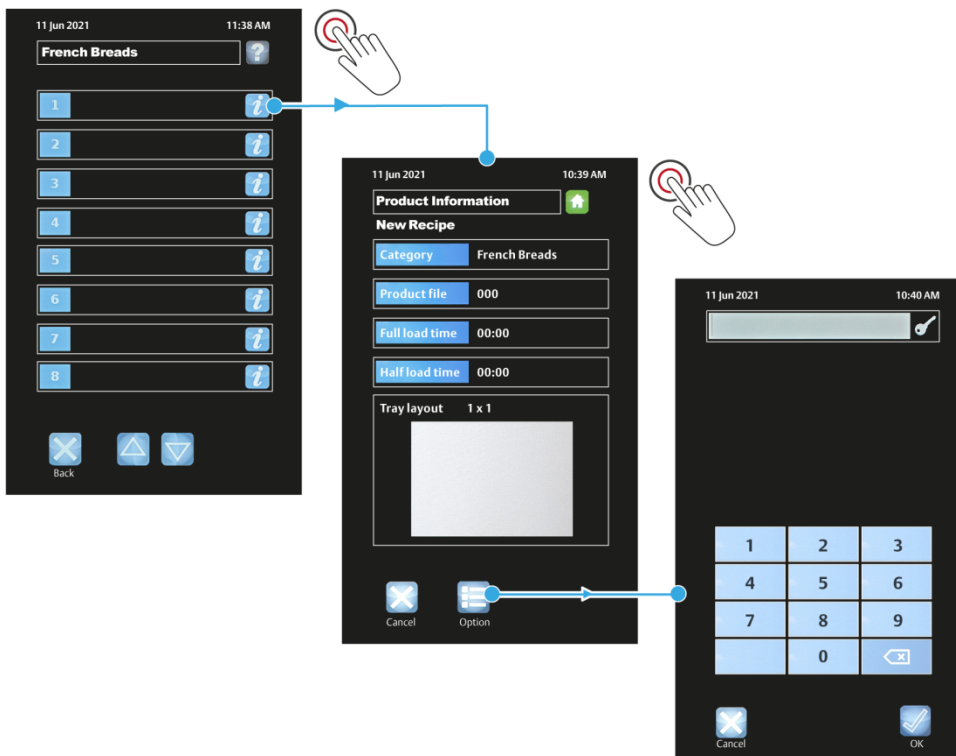 11 Jun 2021 11:38 AM
French Breads
?
1 i
2 i
3 i
4 i
5 i
6 i
7 i
8 i
Back
11 Jun 2021 10:39 AM
Product Information
New Recipe
Category French Breads
Product file 000
Full load time 00:00
Half load time 00:00
Tray layout 1 x 1
Cancel Option
11 Jun 2021 10:40 AM
1 2 3
4 5 6
7 8 9
0
Cancel OK